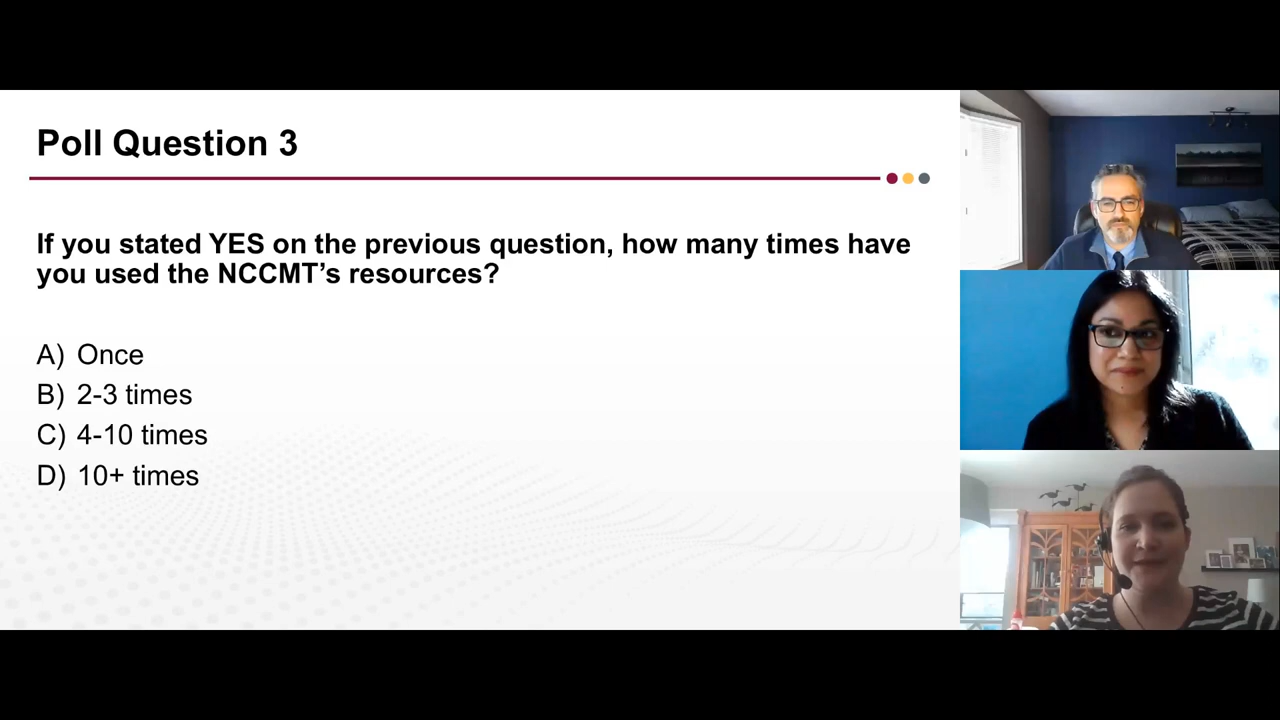 Poll Question 3
If you stated YES on the previous question, how many times have
you used the NCCMT’s resources?
A) Once
B) 2-3 times
C) 4-10 times
D) 10+ times